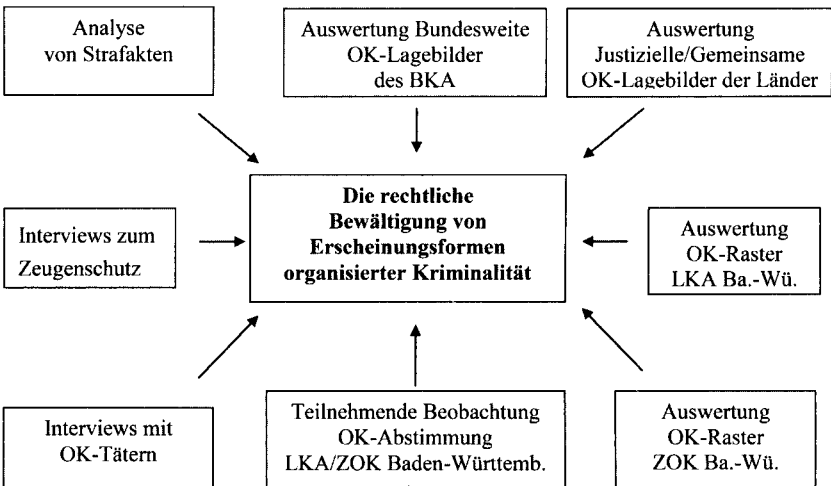 Analyse
von Strafakten
Auswertung Bundesweite
OK-Lagebilder
des BKA
Auswertung
Justizielle/Gemeinsame
OK-Lagebilder der Länder
Die rechtliche
Bewältigung von
Erscheinungsformen
organisierter Kriminalität
Interviews zum
Zeugenschutz
Auswertung
OK-Raster
LKA Ba.-Wü.
Interviews mit
OK-Tätern
Teilnehmende Beobachtung
OK-Abstimmung
LKA/ZOK Baden-Württemb.
Auswertung
OK-Raster
ZOK Ba.-Wü.